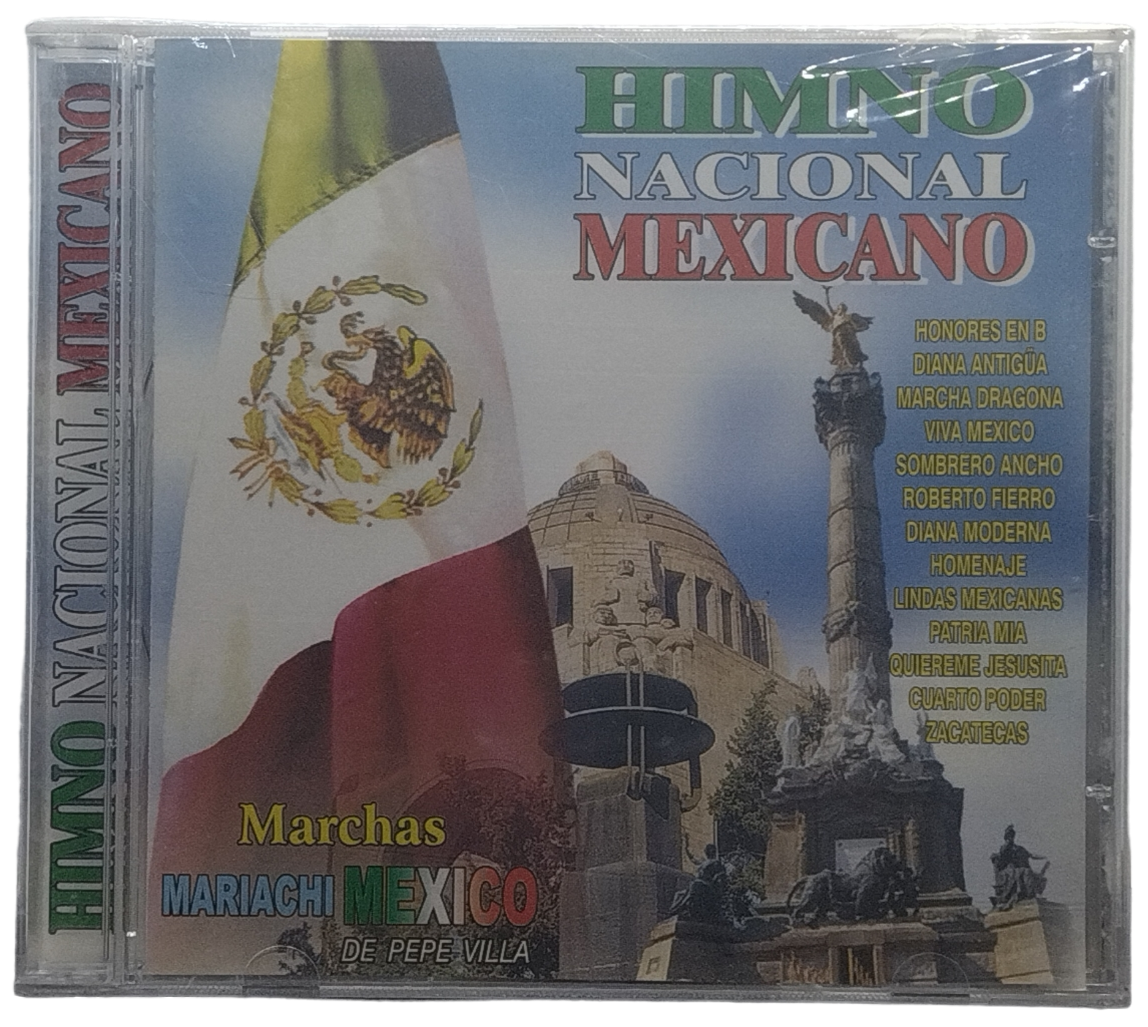 HIMNO NACIONAL MEXICANO
HIMNO
NACIONAL
MEXICANO
HONORES EN B
DIANA ANTIGÜA
MARCHA DRAGONA
VIVA MEXICO
SOMBRERO ANCHO
ROBERTO FIERRO
DIANA MODERNA
HOMENAJE
LINDAS MEXICANAS
PATRIA MIA
QUIEREME JESUSITA
CUARTO PODER
ZACATECAS
Marchas
MARIACHI MEXICO
DE PEPE VILLA